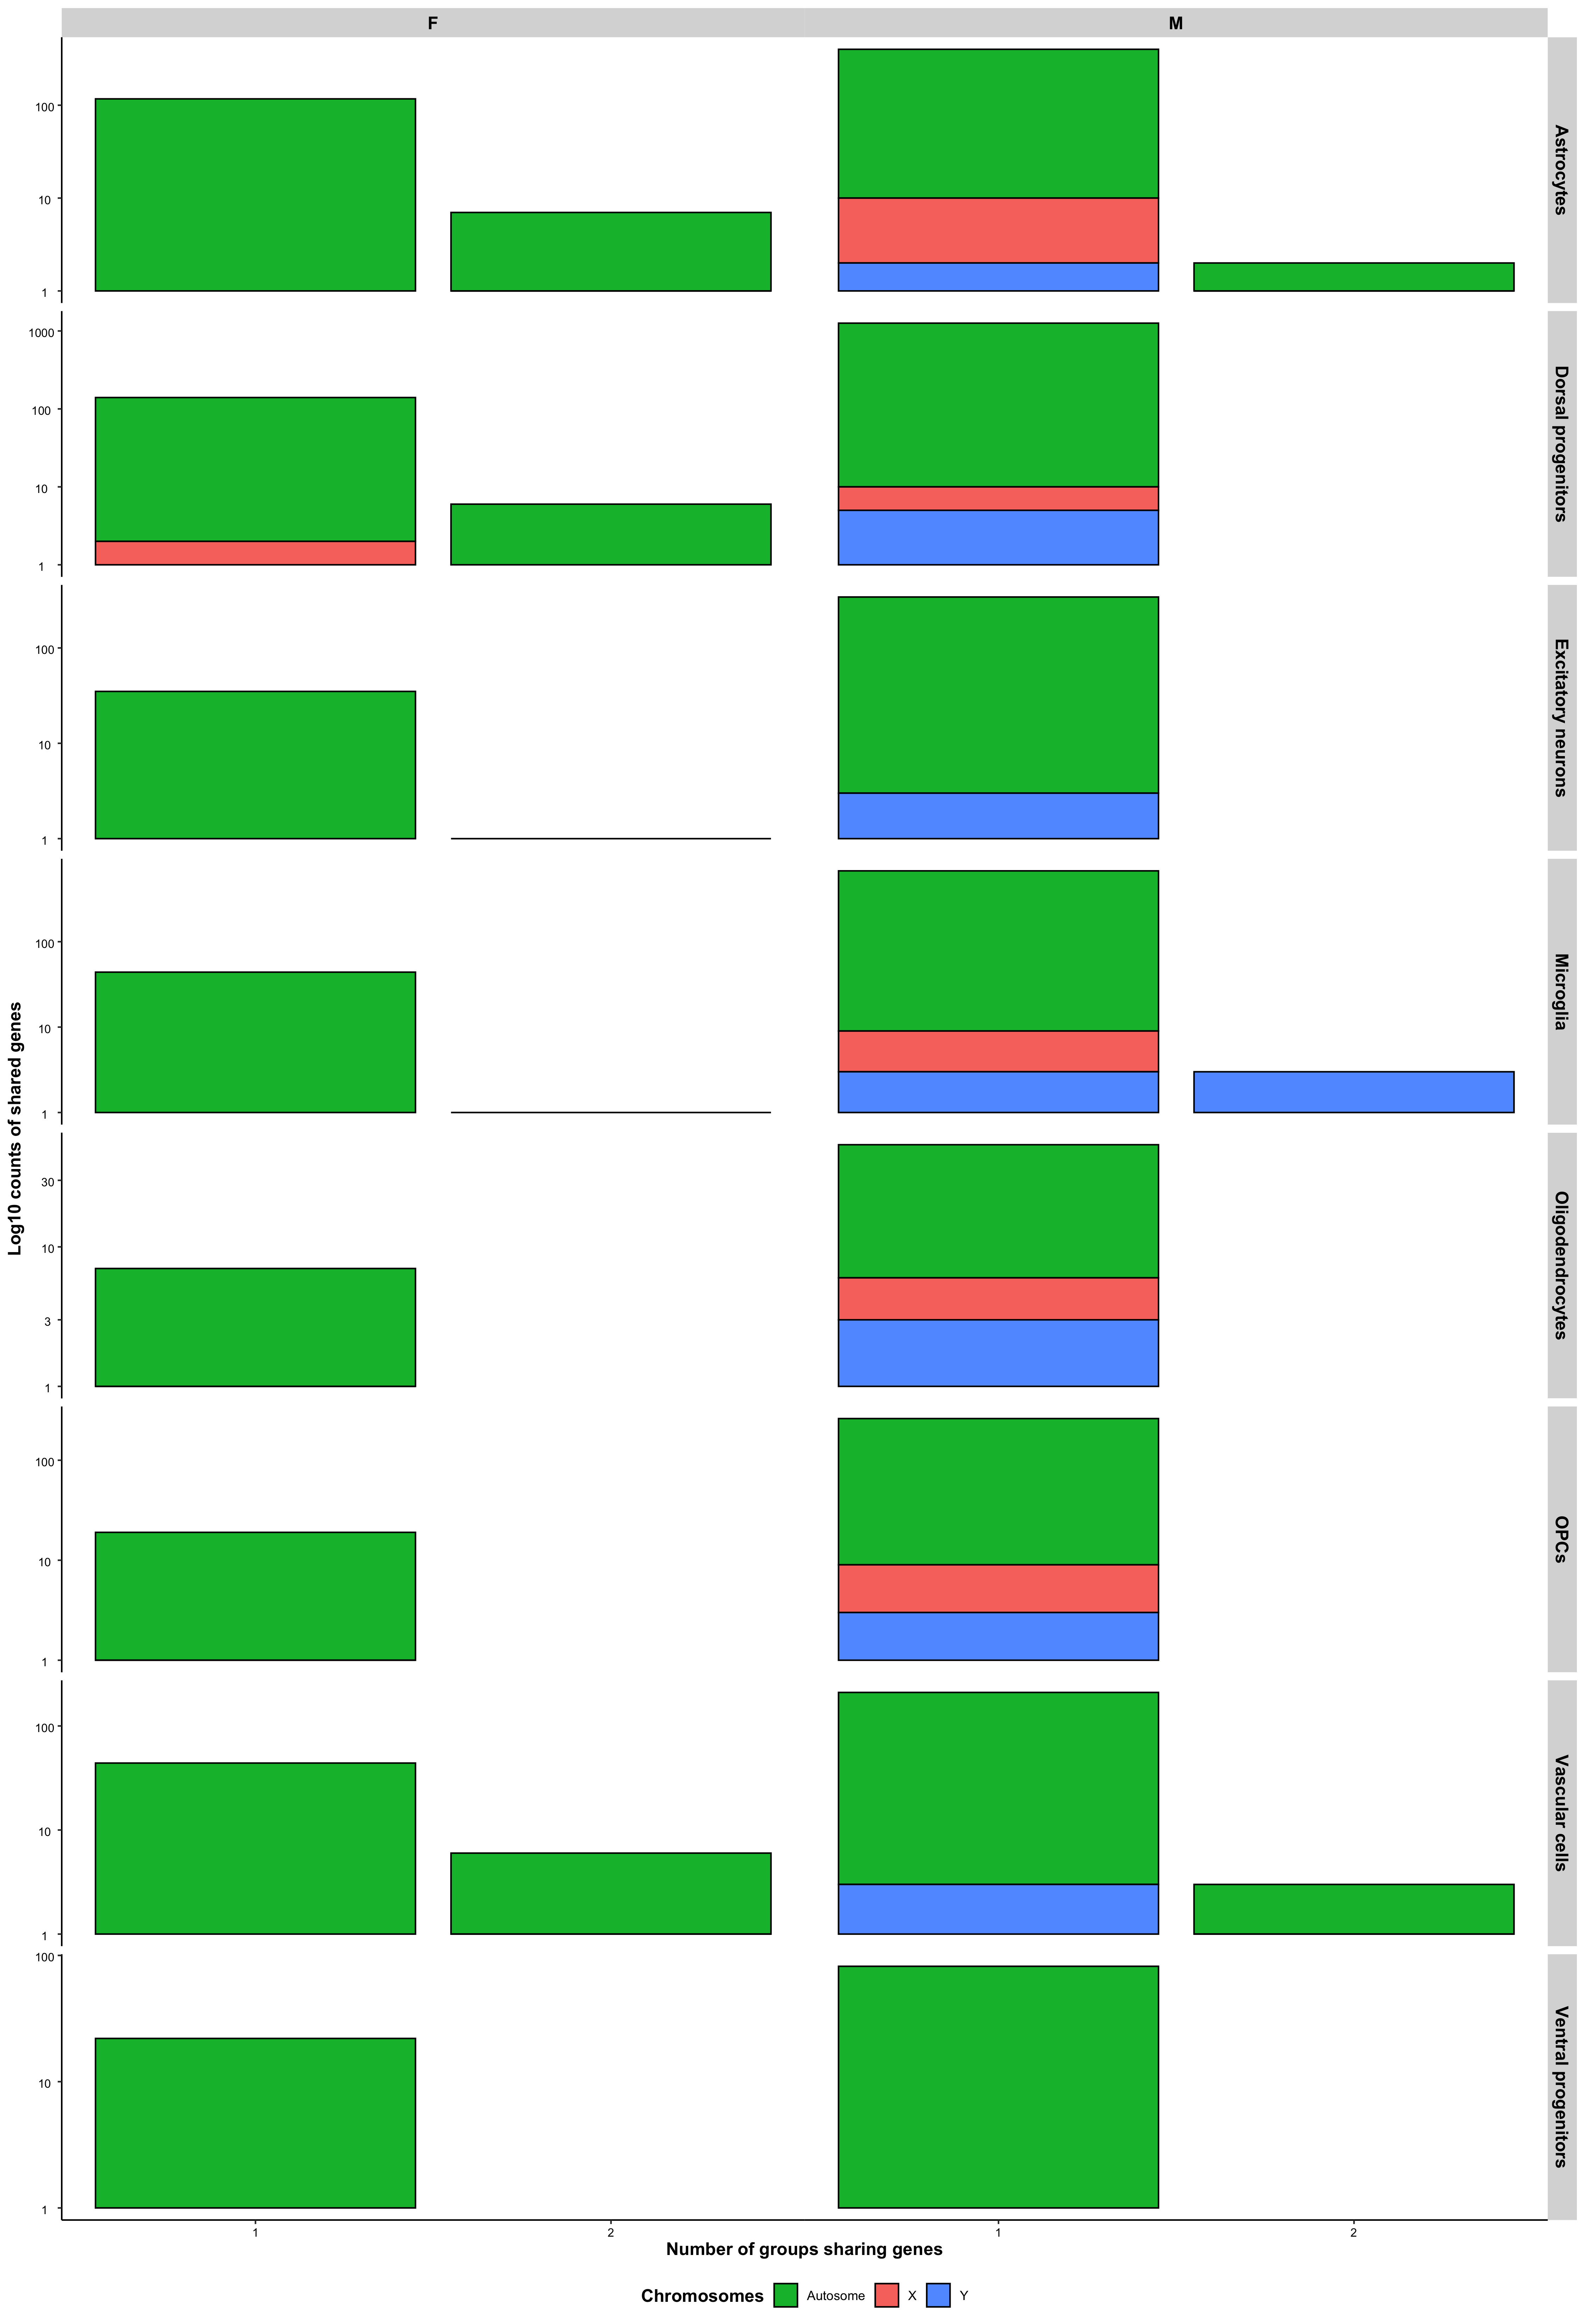 F
M
100
10
1
Astrocytes
1000
100
10
1
Dorsal progenitors
100
10
1
Excitatory neurons
100
10
1
Microglia
30
10
3
1
Oligodendrocytes
100
10
1
OPCs
100
10
1
Vascular cells
100
10
1
Ventral progenitors
Log10 counts of shared genes
1
2
1
2
Number of groups sharing genes
Chromosomes Autosome X Y